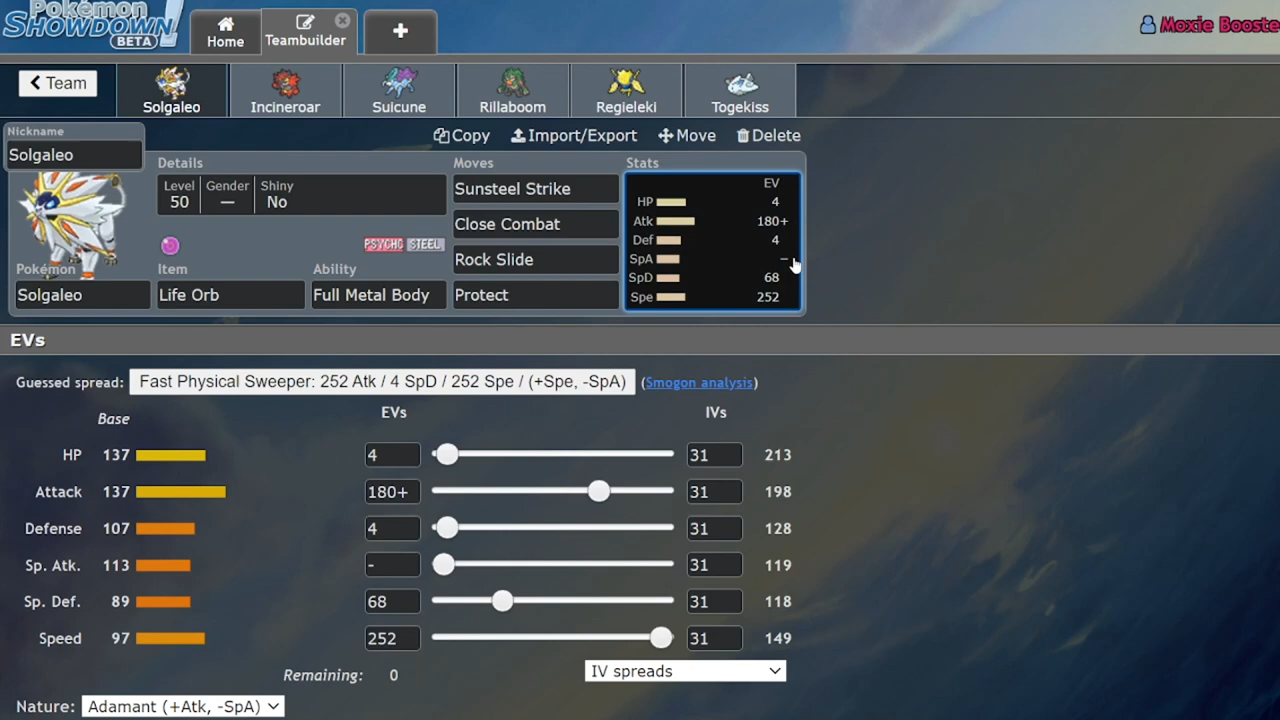 Pokémon
SHOWDOWN!
BETA
Home
Teambuilder
Moxie Booste
Team
Solgaleo
Incineroar
Suicune
Rillaboom
Regieleki
Togekiss
Copy Import/Export Move Delete
Nickname
Solgaleo
Details
Level Gender Shiny
50 — No
PSYCHC STEEL
Pokémon Item Ability
Solgaleo Life Orb Full Metal Body
Moves
Sunsteel Strike
Close Combat
Rock Slide
Protect
Stats
EV
HP 4
Atk 180+
Def 4
SpA –
SpD 68
Spe 252
EVs
Guessed spread: Fast Physical Sweeper: 252 Atk / 4 SpD / 252 Spe / (+Spe, -SpA) (Smogon analysis)
Base EVs IVs
HP 137 4 31 213
Attack 137 180+ 31 198
Defense 107 4 31 128
Sp. Atk. 113 - 31 119
Sp. Def. 89 68 31 118
Speed 97 252 31 149
Remaining: 0 IV spreads
Nature: Adamant (+Atk, -SpA)